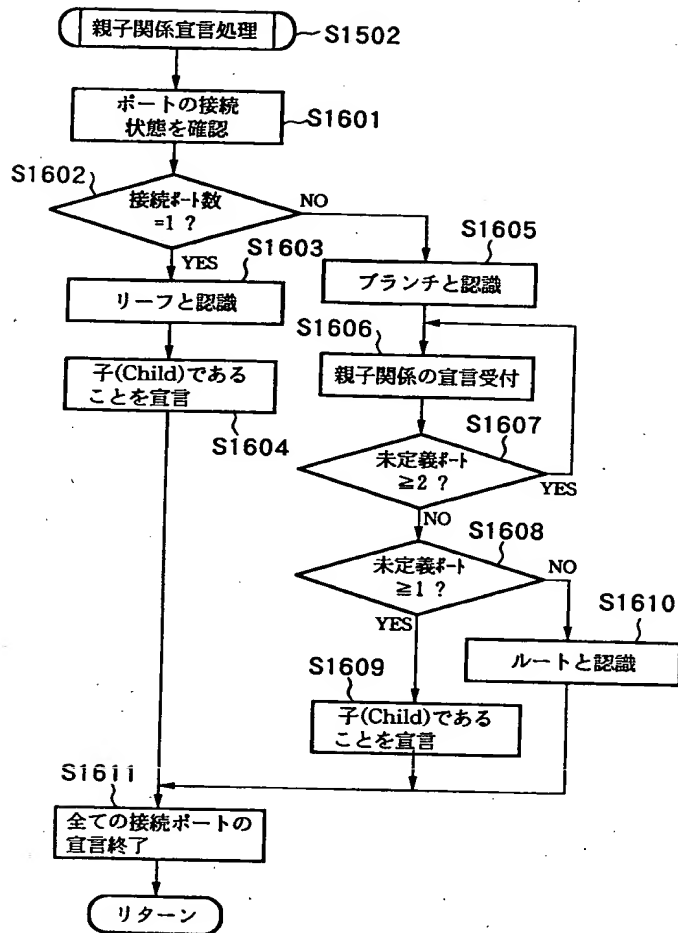 親子関係宣言処理
S1502
ポートの接続
状態を確認
S1601
S1602
接続ポート数
=1 ?
NO
YES
S1603
リーフと認識
子(Child)である
ことを宣言
S1604
S1605
ブランチと認識
S1606
親子関係の宣言受付
S1607
未定義ポート
≧2 ?
YES
NO
S1608
未定義ポート
≧1 ?
NO
YES
S1610
ルートと認識
S1609
子(Child)である
ことを宣言
S1611
全ての接続ポートの
宣言終了
リターン